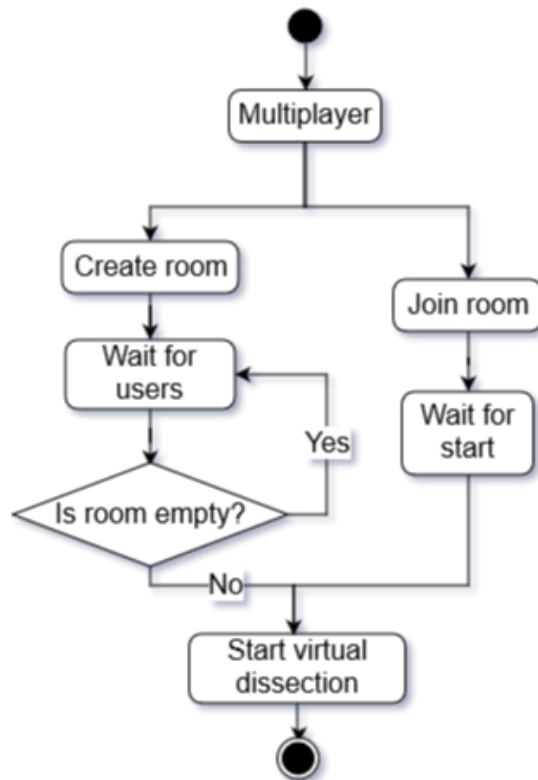 Multiplayer
Create room
Join room
Wait for
users
Wait for
start
Yes
Is room empty?
No
Start virtual
dissection